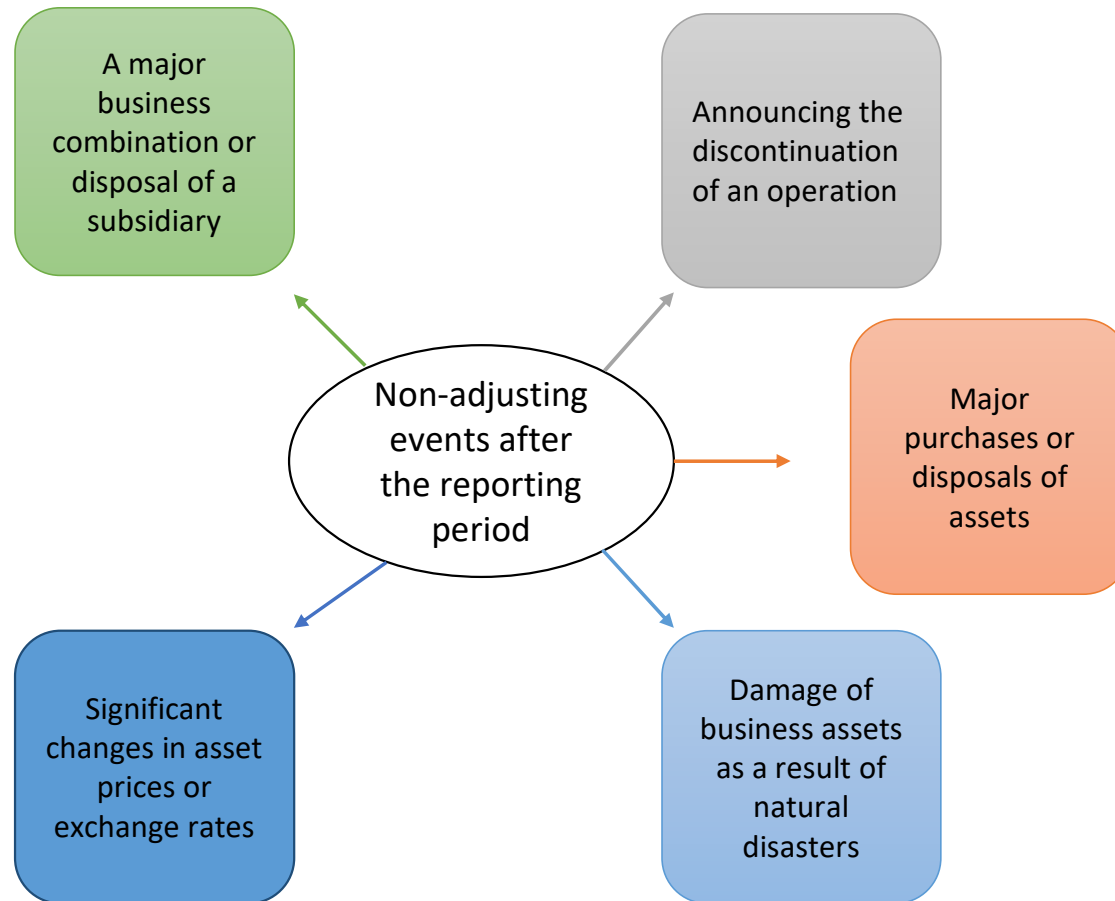 A major
business
combination or
disposal of a
subsidiary
Announcing the
discontinuation
of an operation
Non-adjusting
events after
the reporting
period
Major
purchases or
disposals of
assets
Significant
changes in asset
prices or
exchange rates
Damage of
business assets
as a result of
natural
disasters